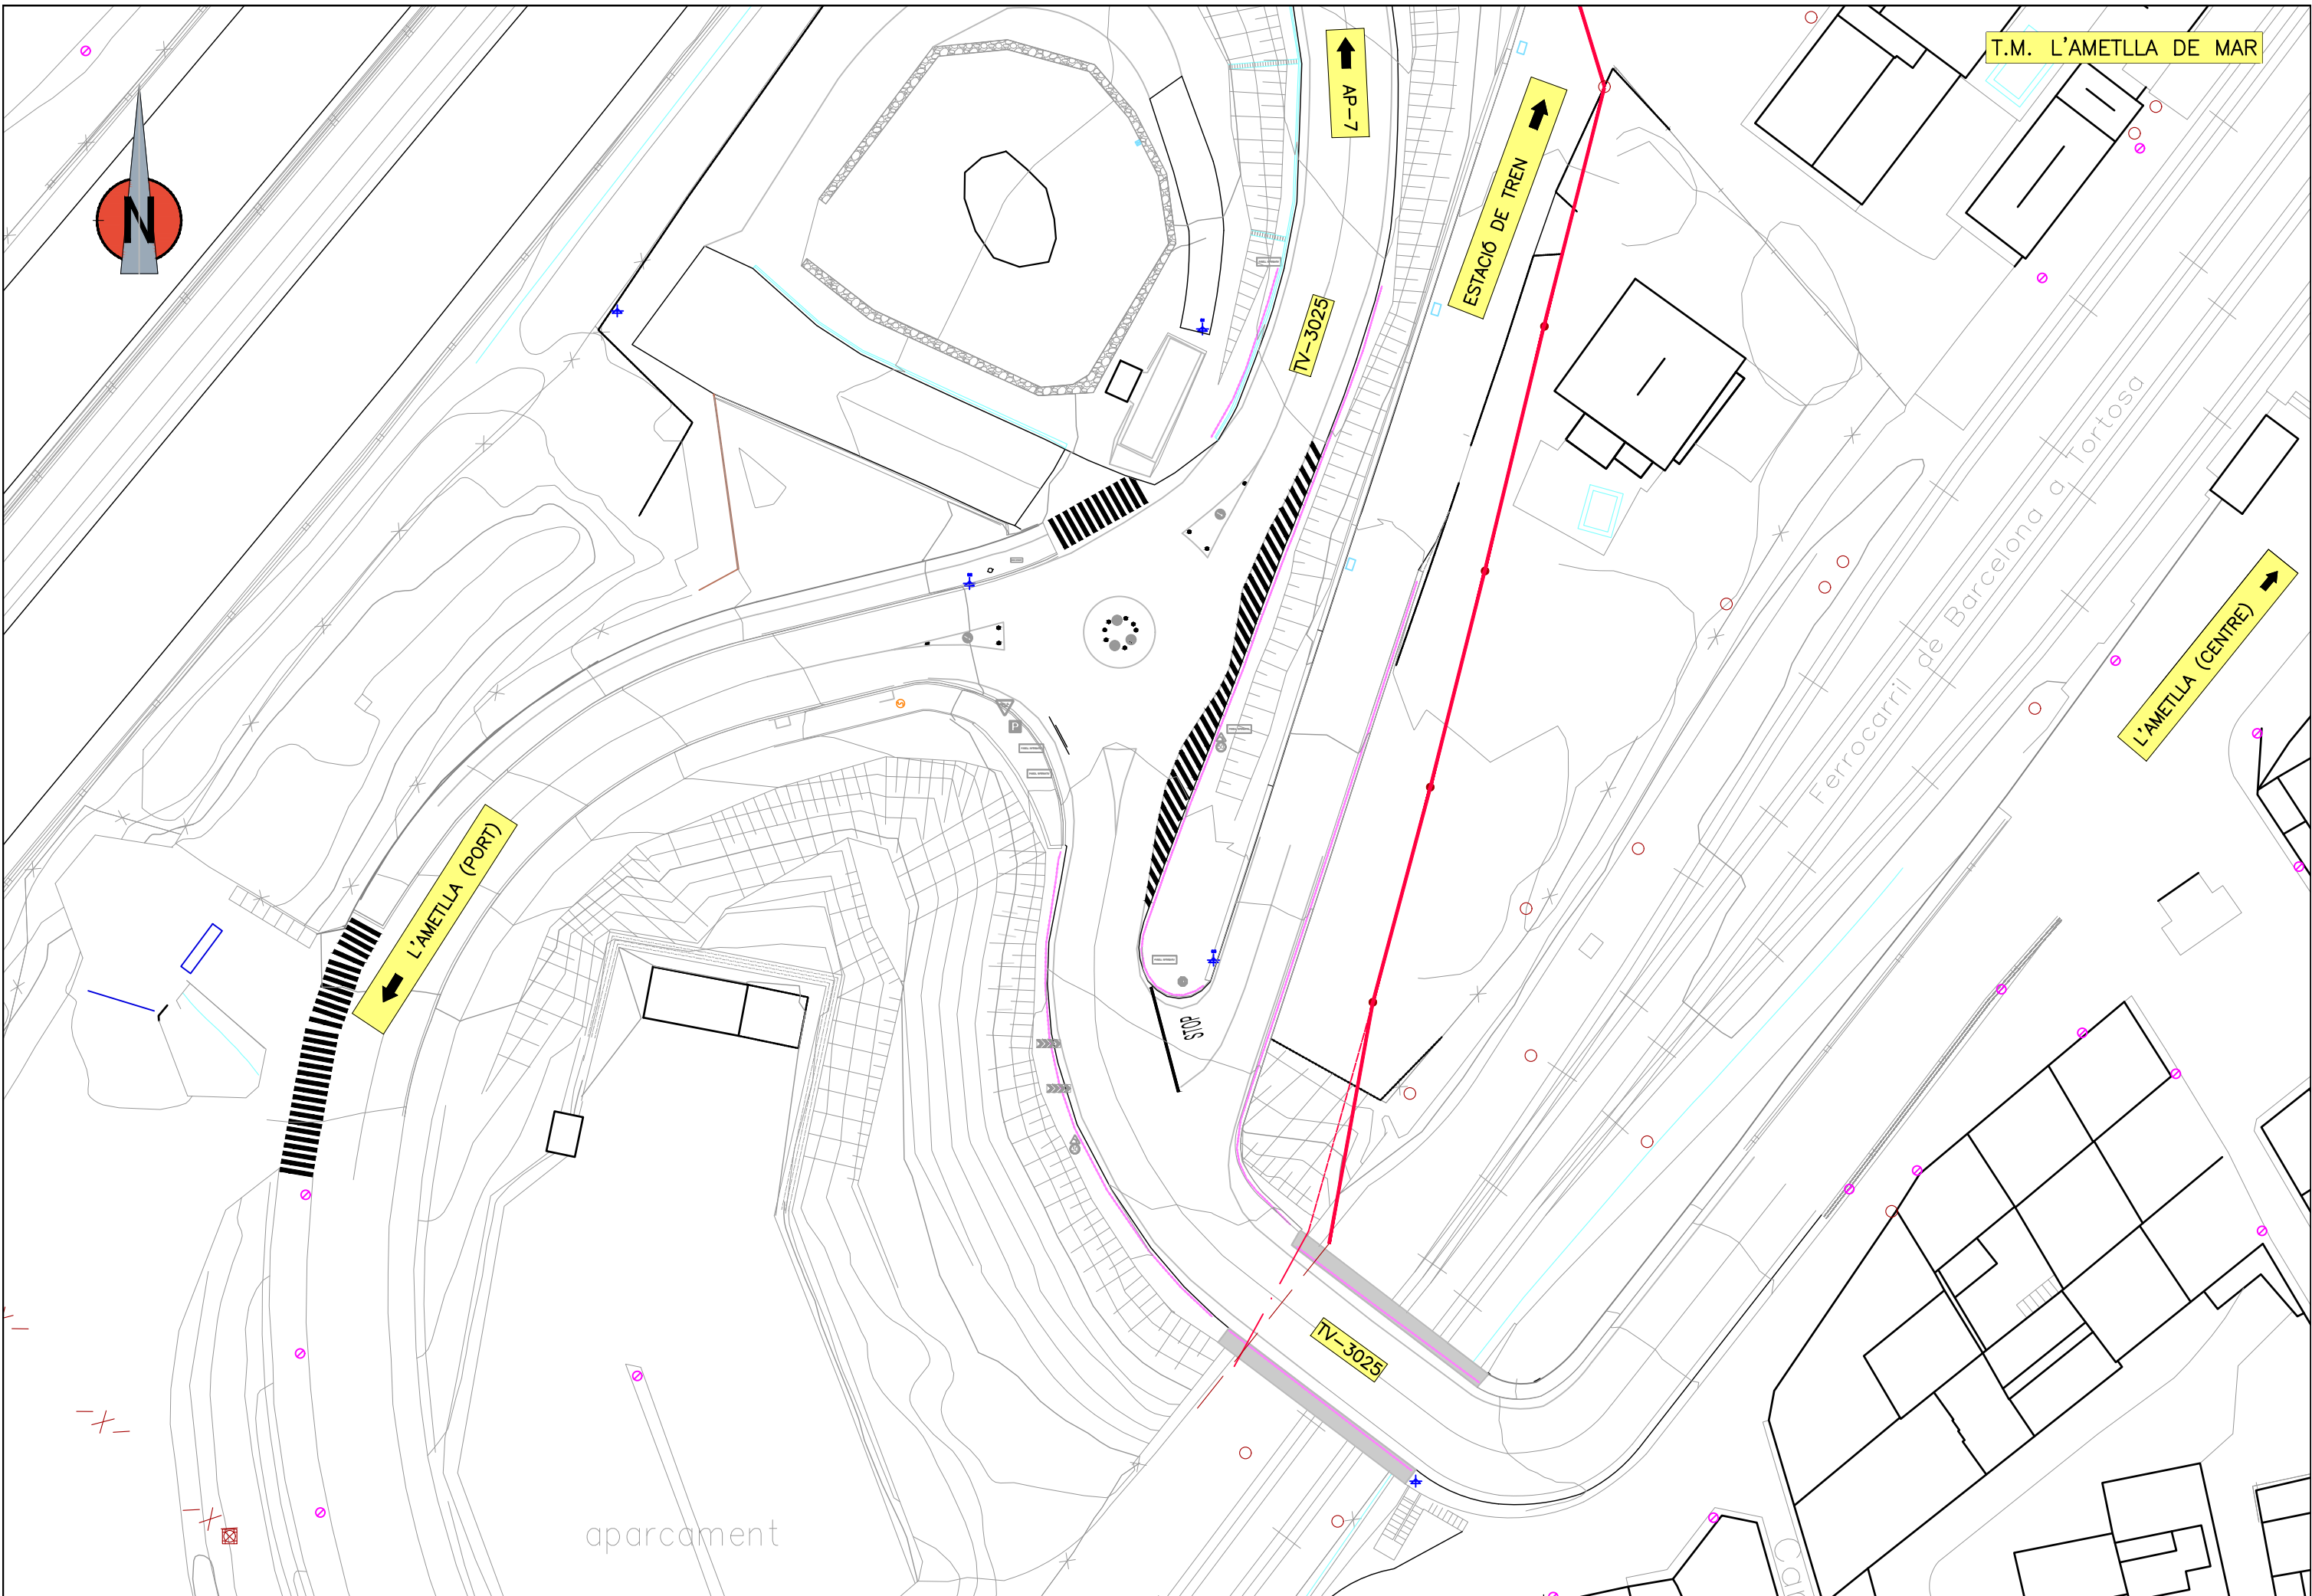 T.M. L'AMETLLA DE MAR
AP-7
N
ESTACIÓ DE TREN
TV-3025
Ferrocarril de Barcelona a Tortosa
L'AMETLLA (CENTRE)
P
L'AMETLLA (PORT)
STOP
TV-3025
aparcament